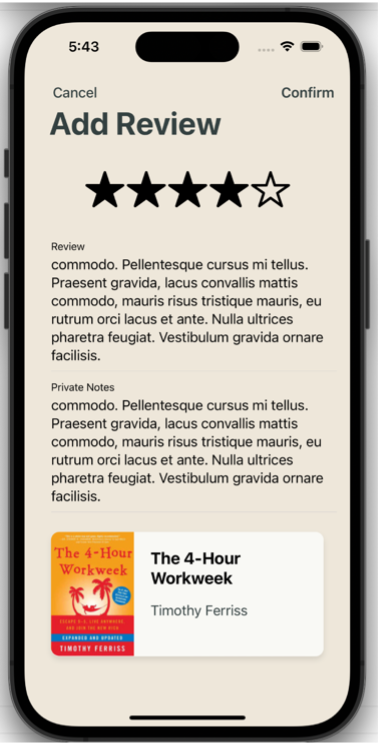 5:43
Cancel
Confirm
Add Review
Review
commodo. Pellentesque cursus mi tellus.
Praesent gravida, lacus convallis mattis
commodo, mauris risus tristique mauris, eu
rutrum orci lacus et ante. Nulla ultrices
pharetra feugiat. Vestibulum gravida ornare
facilisis.
Private Notes
commodo. Pellentesque cursus mi tellus.
Praesent gravida, lacus convallis mattis
commodo, mauris risus tristique mauris, eu
rutrum orci lacus et ante. Nulla ultrices
pharetra feugiat. Vestibulum gravida ornare
facilisis.
The 4-Hour
Workweek
ESCAPE 9-5, LIVE ANYWHERE,
AND JOIN THE NEW RICH
EXPANDED AND UPDATED
TIMOTHY FERRISS
The 4-Hour
Workweek
Timothy Ferriss